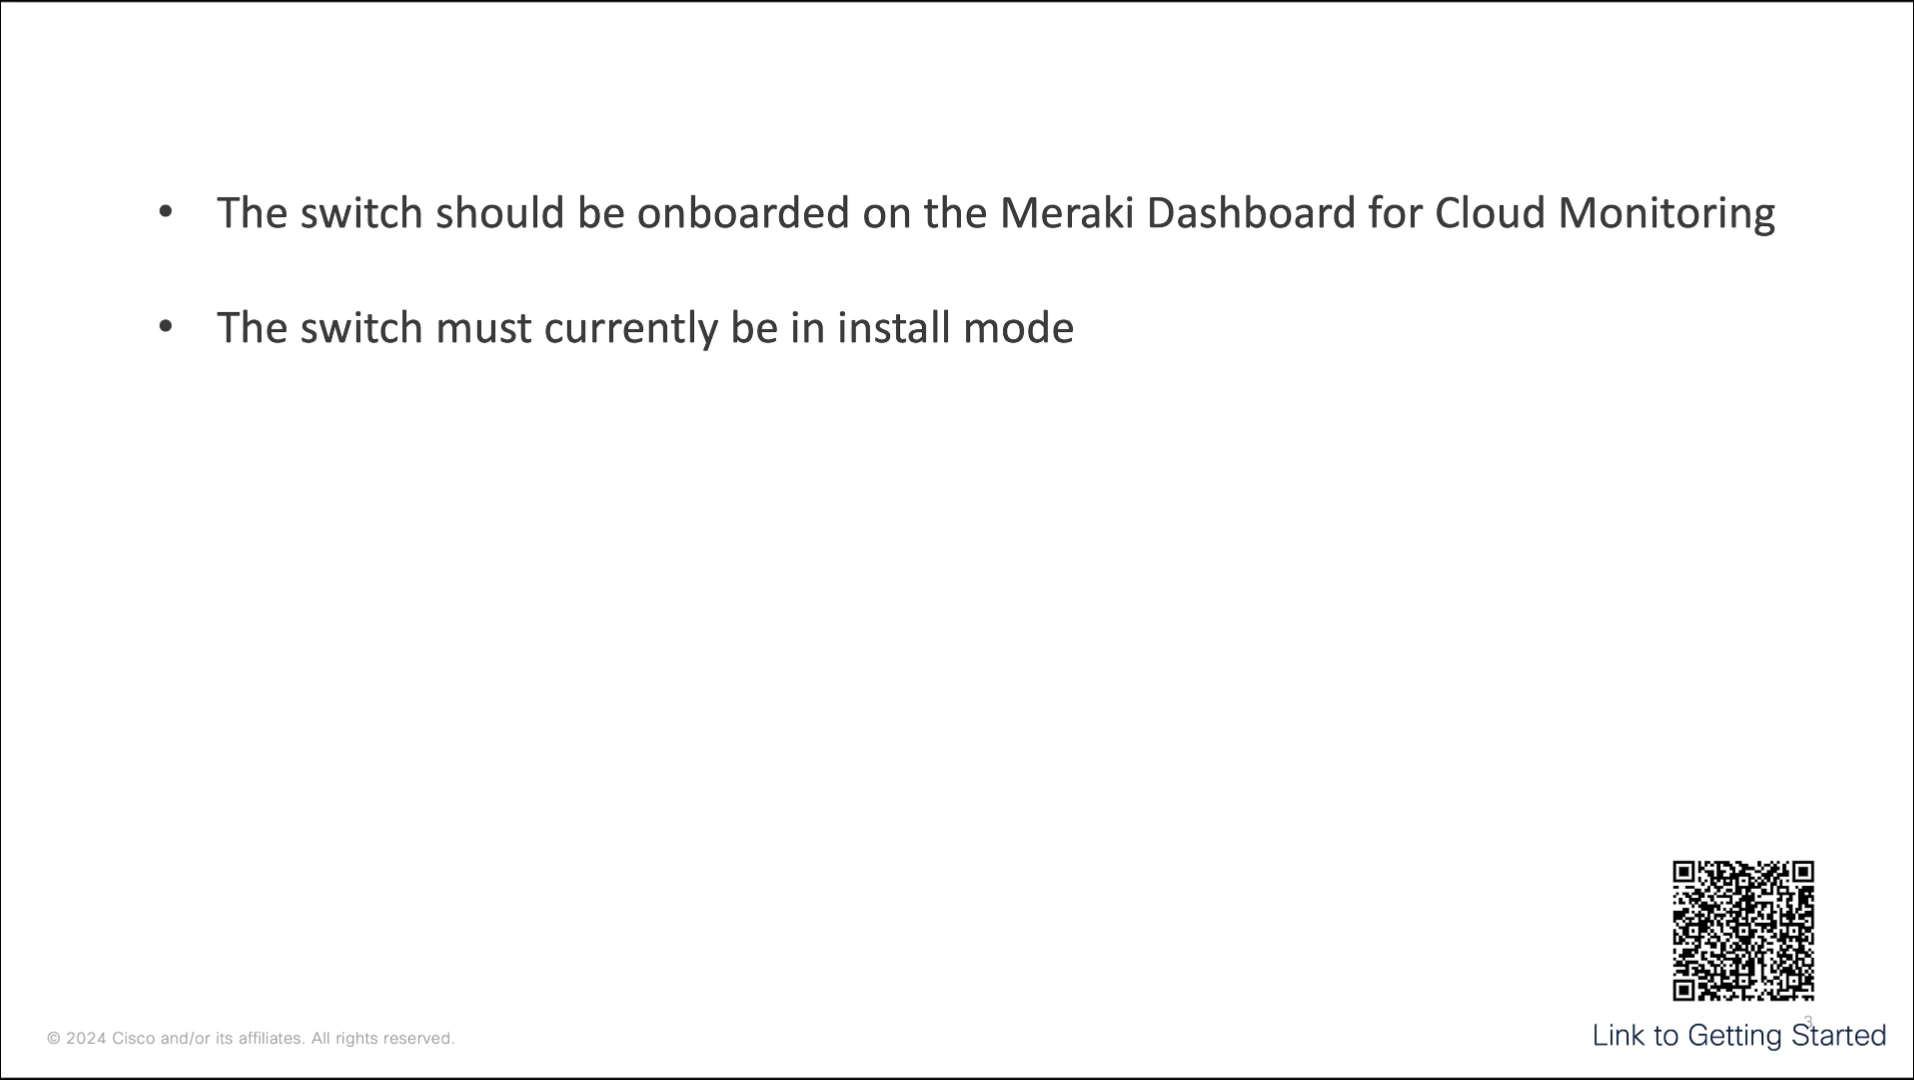 • The switch should be onboarded on the Meraki Dashboard for Cloud Monitoring
• The switch must currently be in install mode
3
© 2024 Cisco and/or its affiliates. All rights reserved.
Link to Getting Started